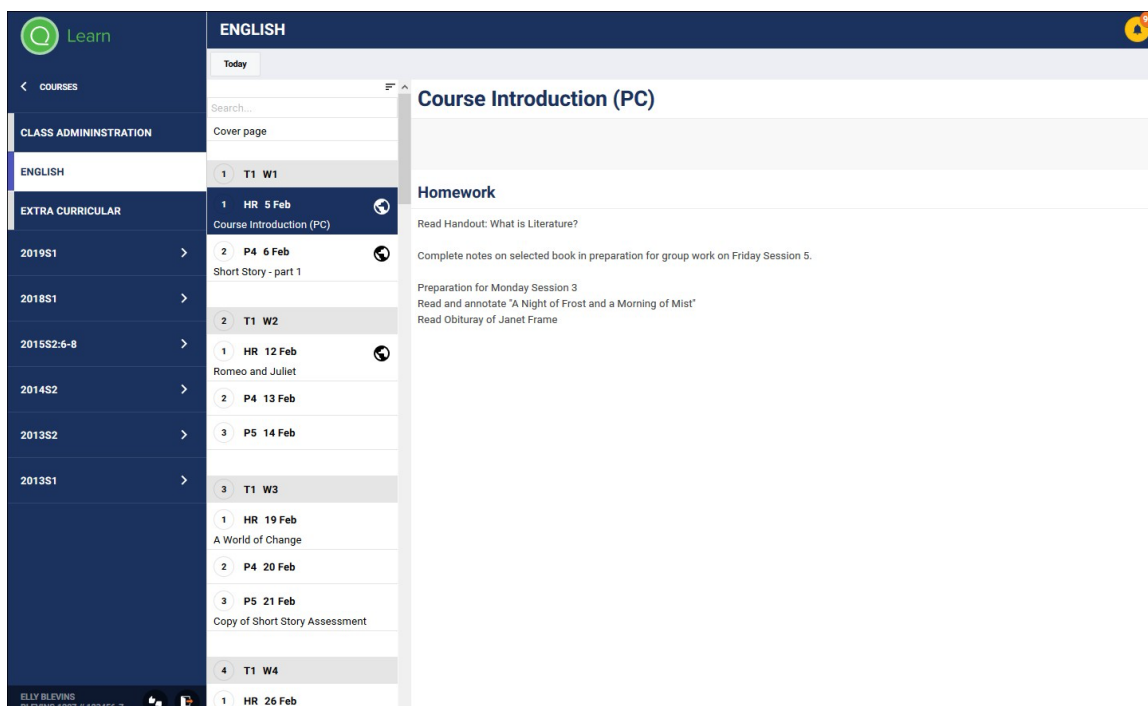 Learn
COURSES
CLASS ADMININSTRATION
ENGLISH
EXTRA CURRICULAR
2019S1
2018S1
2015S2:6-8
2014S2
2013S2
2013S1
ELLY BLEVINS
ENGLISH
9
Today
Search...
Cover page
1 T1 W1
1 HR 5 Feb
Course Introduction (PC)
2 P4 6 Feb
Short Story - part 1
2 T1 W2
1 HR 12 Feb
Romeo and Juliet
2 P4 13 Feb
3 P5 14 Feb
3 T1 W3
1 HR 19 Feb
A World of Change
2 P4 20 Feb
3 P5 21 Feb
Copy of Short Story Assessment
4 T1 W4
1 HR 26 Feb
Course Introduction (PC)
Homework
Read Handout: What is Literature?
Complete notes on selected book in preparation for group work on Friday Session 5.
Preparation for Monday Session 3
Read and annotate "A Night of Frost and a Morning of Mist"
Read Obituray of Janet Frame